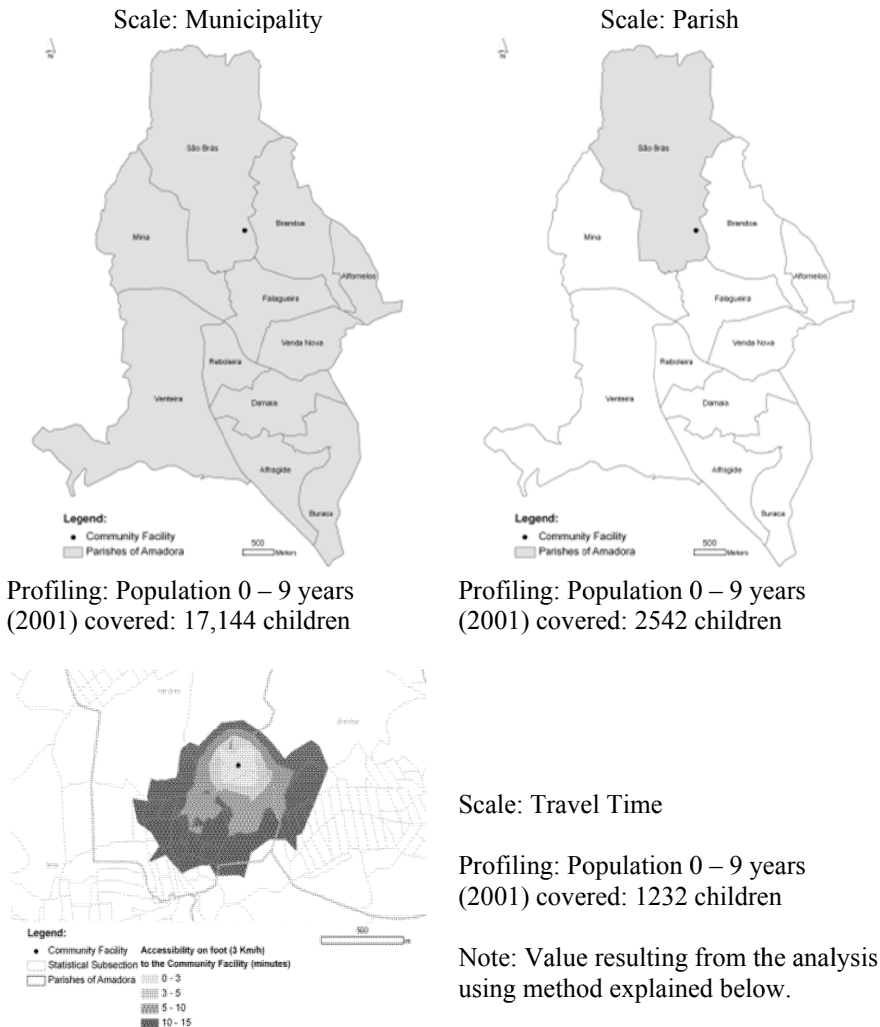 Scale: Municipality
N
São Brás
Mina
Brandoa
Alfornelos
Falagueira
Venda Nova
Reboleira
Venteira
Damaia
Alfragide
Buraca
Legend:
Community Facility
Parishes of Amadora
500
Meters
Profiling: Population 0 – 9 years
(2001) covered: 17,144 children
Scale: Parish
N
São Brás
Mina
Brandoa
Alfornelos
Falagueira
Venda Nova
Reboleira
Venteira
Damaia
Alfragide
Buraca
Legend:
Community Facility
Parishes of Amadora
500
Meters
Profiling: Population 0 – 9 years
(2001) covered: 2542 children
Brandoa
500
m
Legend:
Community Facility
Statistical Subsection
Parishes of Amadora
Accessibility on foot (3 Km/h)
to the Community Facility (minutes)
0 - 3
3 - 5
5 - 10
10 - 15
Scale: Travel Time
Profiling: Population 0 – 9 years
(2001) covered: 1232 children
Note: Value resulting from the analysis
using method explained below.